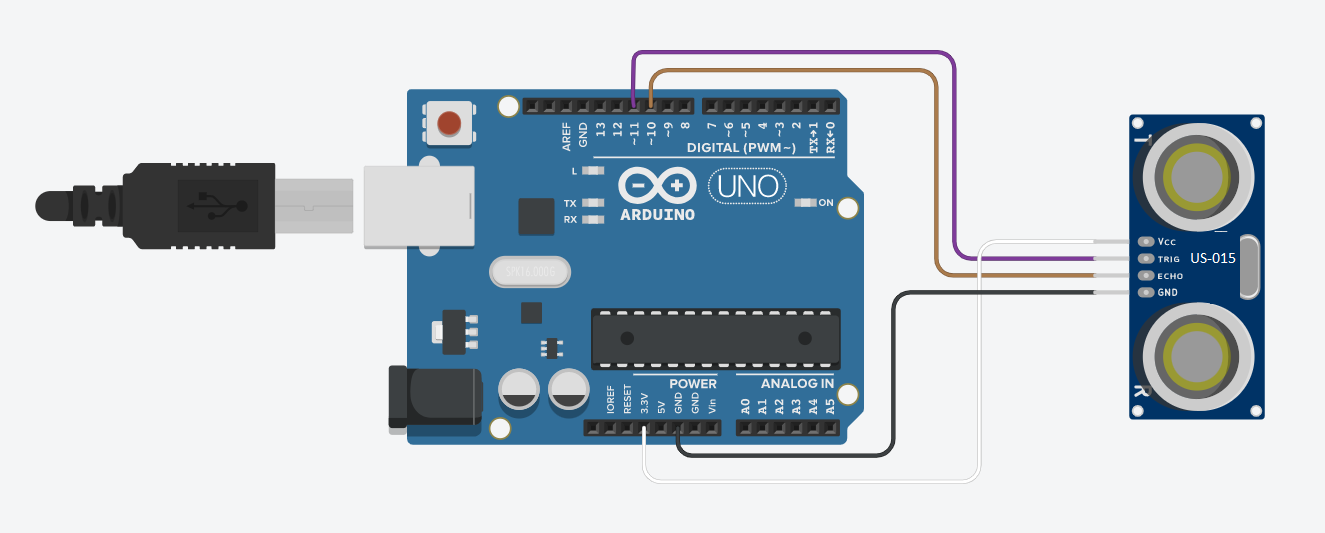 AREF
GND
13
12
~11
~10
~9
8
7
~6
~5
4
~3
2
TX→1
RX←0
DIGITAL (PWM~)
L
TX
RX
ARDUINO
UNO
ON
T
Vcc
TRIG
US-015
ECHO
GND
R
POWER
ANALOG IN
IOREF
RESET
3.3V
5V
GND
GND
Vin
A0
A1
A2
A3
A4
A5